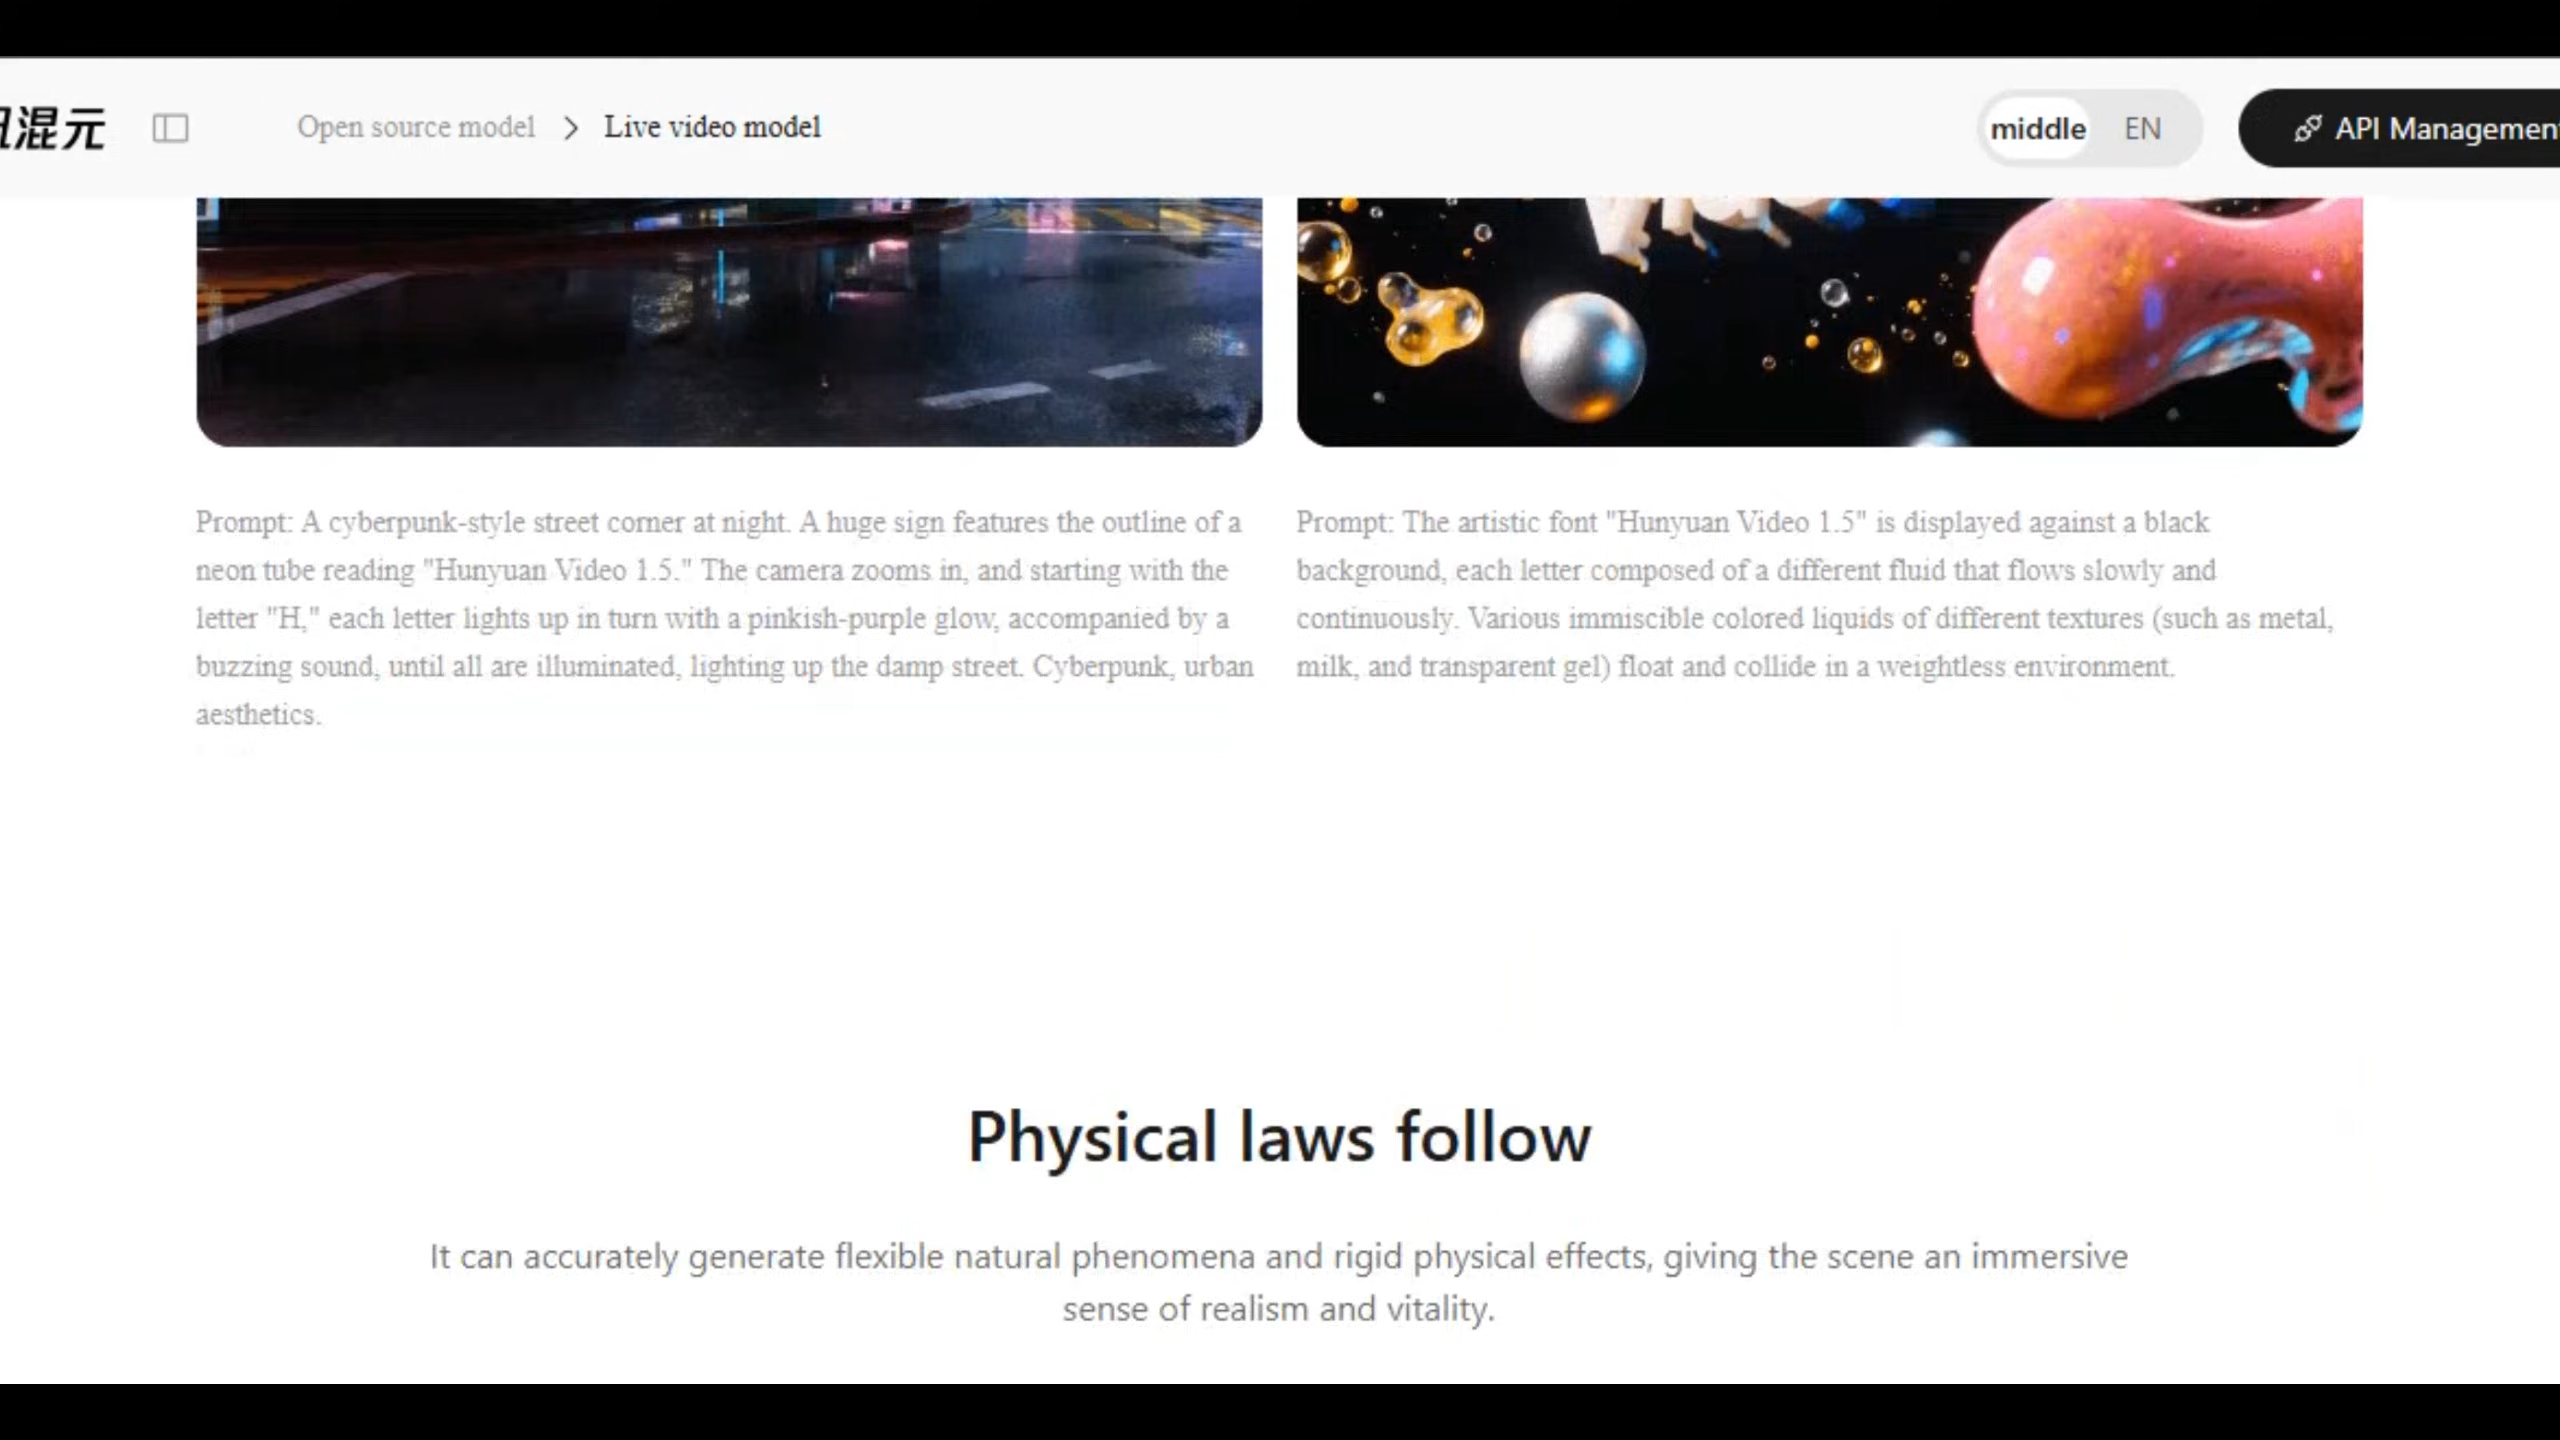 混元
Open source model > Live video model
middle EN
API Management
Prompt: A cyberpunk-style street corner at night. A huge sign features the outline of a
neon tube reading "Hunyuan Video 1.5." The camera zooms in, and starting with the
letter "H," each letter lights up in turn with a pinkish-purple glow, accompanied by a
buzzing sound, until all are illuminated, lighting up the damp street. Cyberpunk, urban
aesthetics.
Prompt: The artistic font "Hunyuan Video 1.5" is displayed against a black
background, each letter composed of a different fluid that flows slowly and
continuously. Various immiscible colored liquids of different textures (such as metal,
milk, and transparent gel) float and collide in a weightless environment.
Physical laws follow
It can accurately generate flexible natural phenomena and rigid physical effects, giving the scene an immersive
sense of realism and vitality.